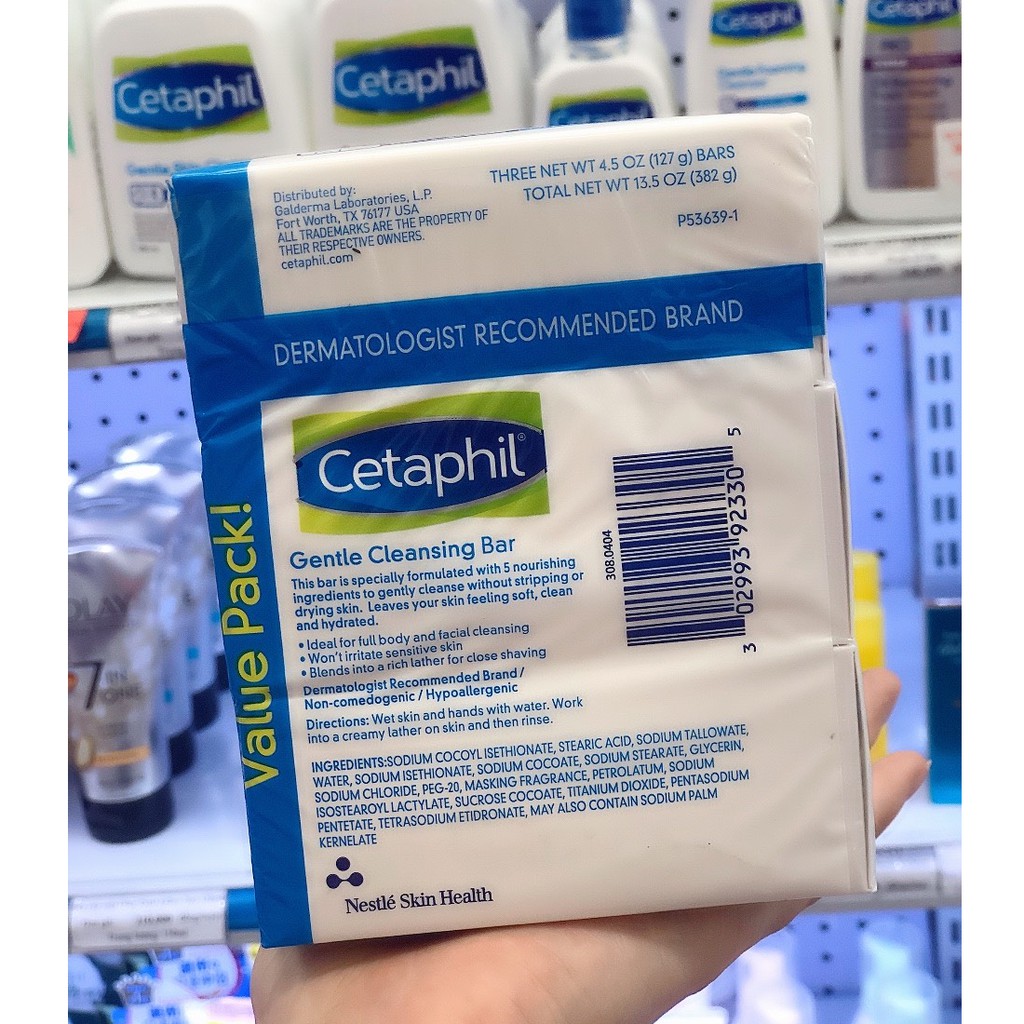 Cetaphil
Cetaphil
Cetaphil
Cetaphil
Cetaphil
Distributed by:
Galderma Laboratories, L.P.
Fort Worth, TX 76177 USA
ALL TRADEMARKS ARE THE PROPERTY OF
THEIR RESPECTIVE OWNERS.
cetaphil.com
THREE NET WT 4.5 OZ (127 g) BARS
TOTAL NET WT 13.5 OZ (382 g)
P53639-1
DERMATOLOGIST RECOMMENDED BRAND
Value Pack!
Cetaphil®
Gentle Cleansing Bar
This bar is specially formulated with 5 nourishing
ingredients to gently cleanse without stripping or
drying skin. Leaves your skin feeling soft, clean
and hydrated.
• Ideal for full body and facial cleansing
• Won't irritate sensitive skin
• Blends into a rich lather for close shaving
Dermatologist Recommended Brand /
Non-comedogenic / Hypoallergenic
Directions: Wet skin and hands with water. Work
into a creamy lather on skin and then rinse.
INGREDIENTS:SODIUM COCOYL ISETHIONATE, STEARIC ACID, SODIUM TALLOWATE,
WATER, SODIUM ISETHIONATE, SODIUM COCOATE, SODIUM STEARATE, GLYCERIN,
SODIUM CHLORIDE, PEG-20, MASKING FRAGRANCE, PETROLATUM, SODIUM
ISOSTEAROYL LACTYLATE, SUCROSE COCOATE, TITANIUM DIOXIDE, PENTASODIUM
PENTETATE, TETRASODIUM ETIDRONATE, MAY ALSO CONTAIN SODIUM PALM
KERNELATE
Nestlé Skin Health
308.0404
3 02993 92330 5
OLAY
7